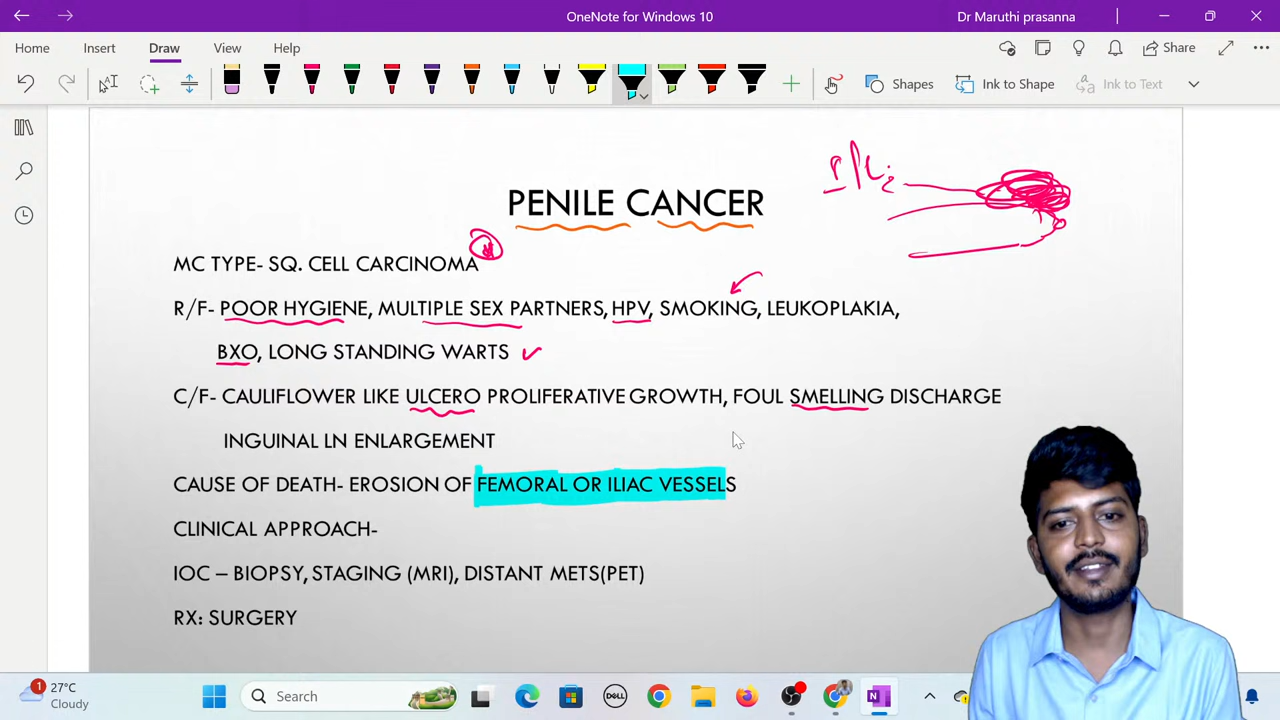 OneNote for Windows 10
Dr Maruthi prasanna
Home Insert Draw View Help
Share
Shapes
Ink to Shape
Ink to Text
PENILE CANCER
MC TYPE- SQ. CELL CARCINOMA
R/F- POOR HYGIENE, MULTIPLE SEX PARTNERS, HPV, SMOKING, LEUKOPLAKIA,
BXO, LONG STANDING WARTS
C/F- CAULIFLOWER LIKE ULCERO PROLIFERATIVE GROWTH, FOUL SMELLING DISCHARGE
INGUINAL LN ENLARGEMENT
CAUSE OF DEATH- EROSION OF FEMORAL OR ILIAC VESSELS
CLINICAL APPROACH-
IOC – BIOPSY, STAGING (MRI), DISTANT METS(PET)
RX: SURGERY
1
27°C
Cloudy
Search
DELL